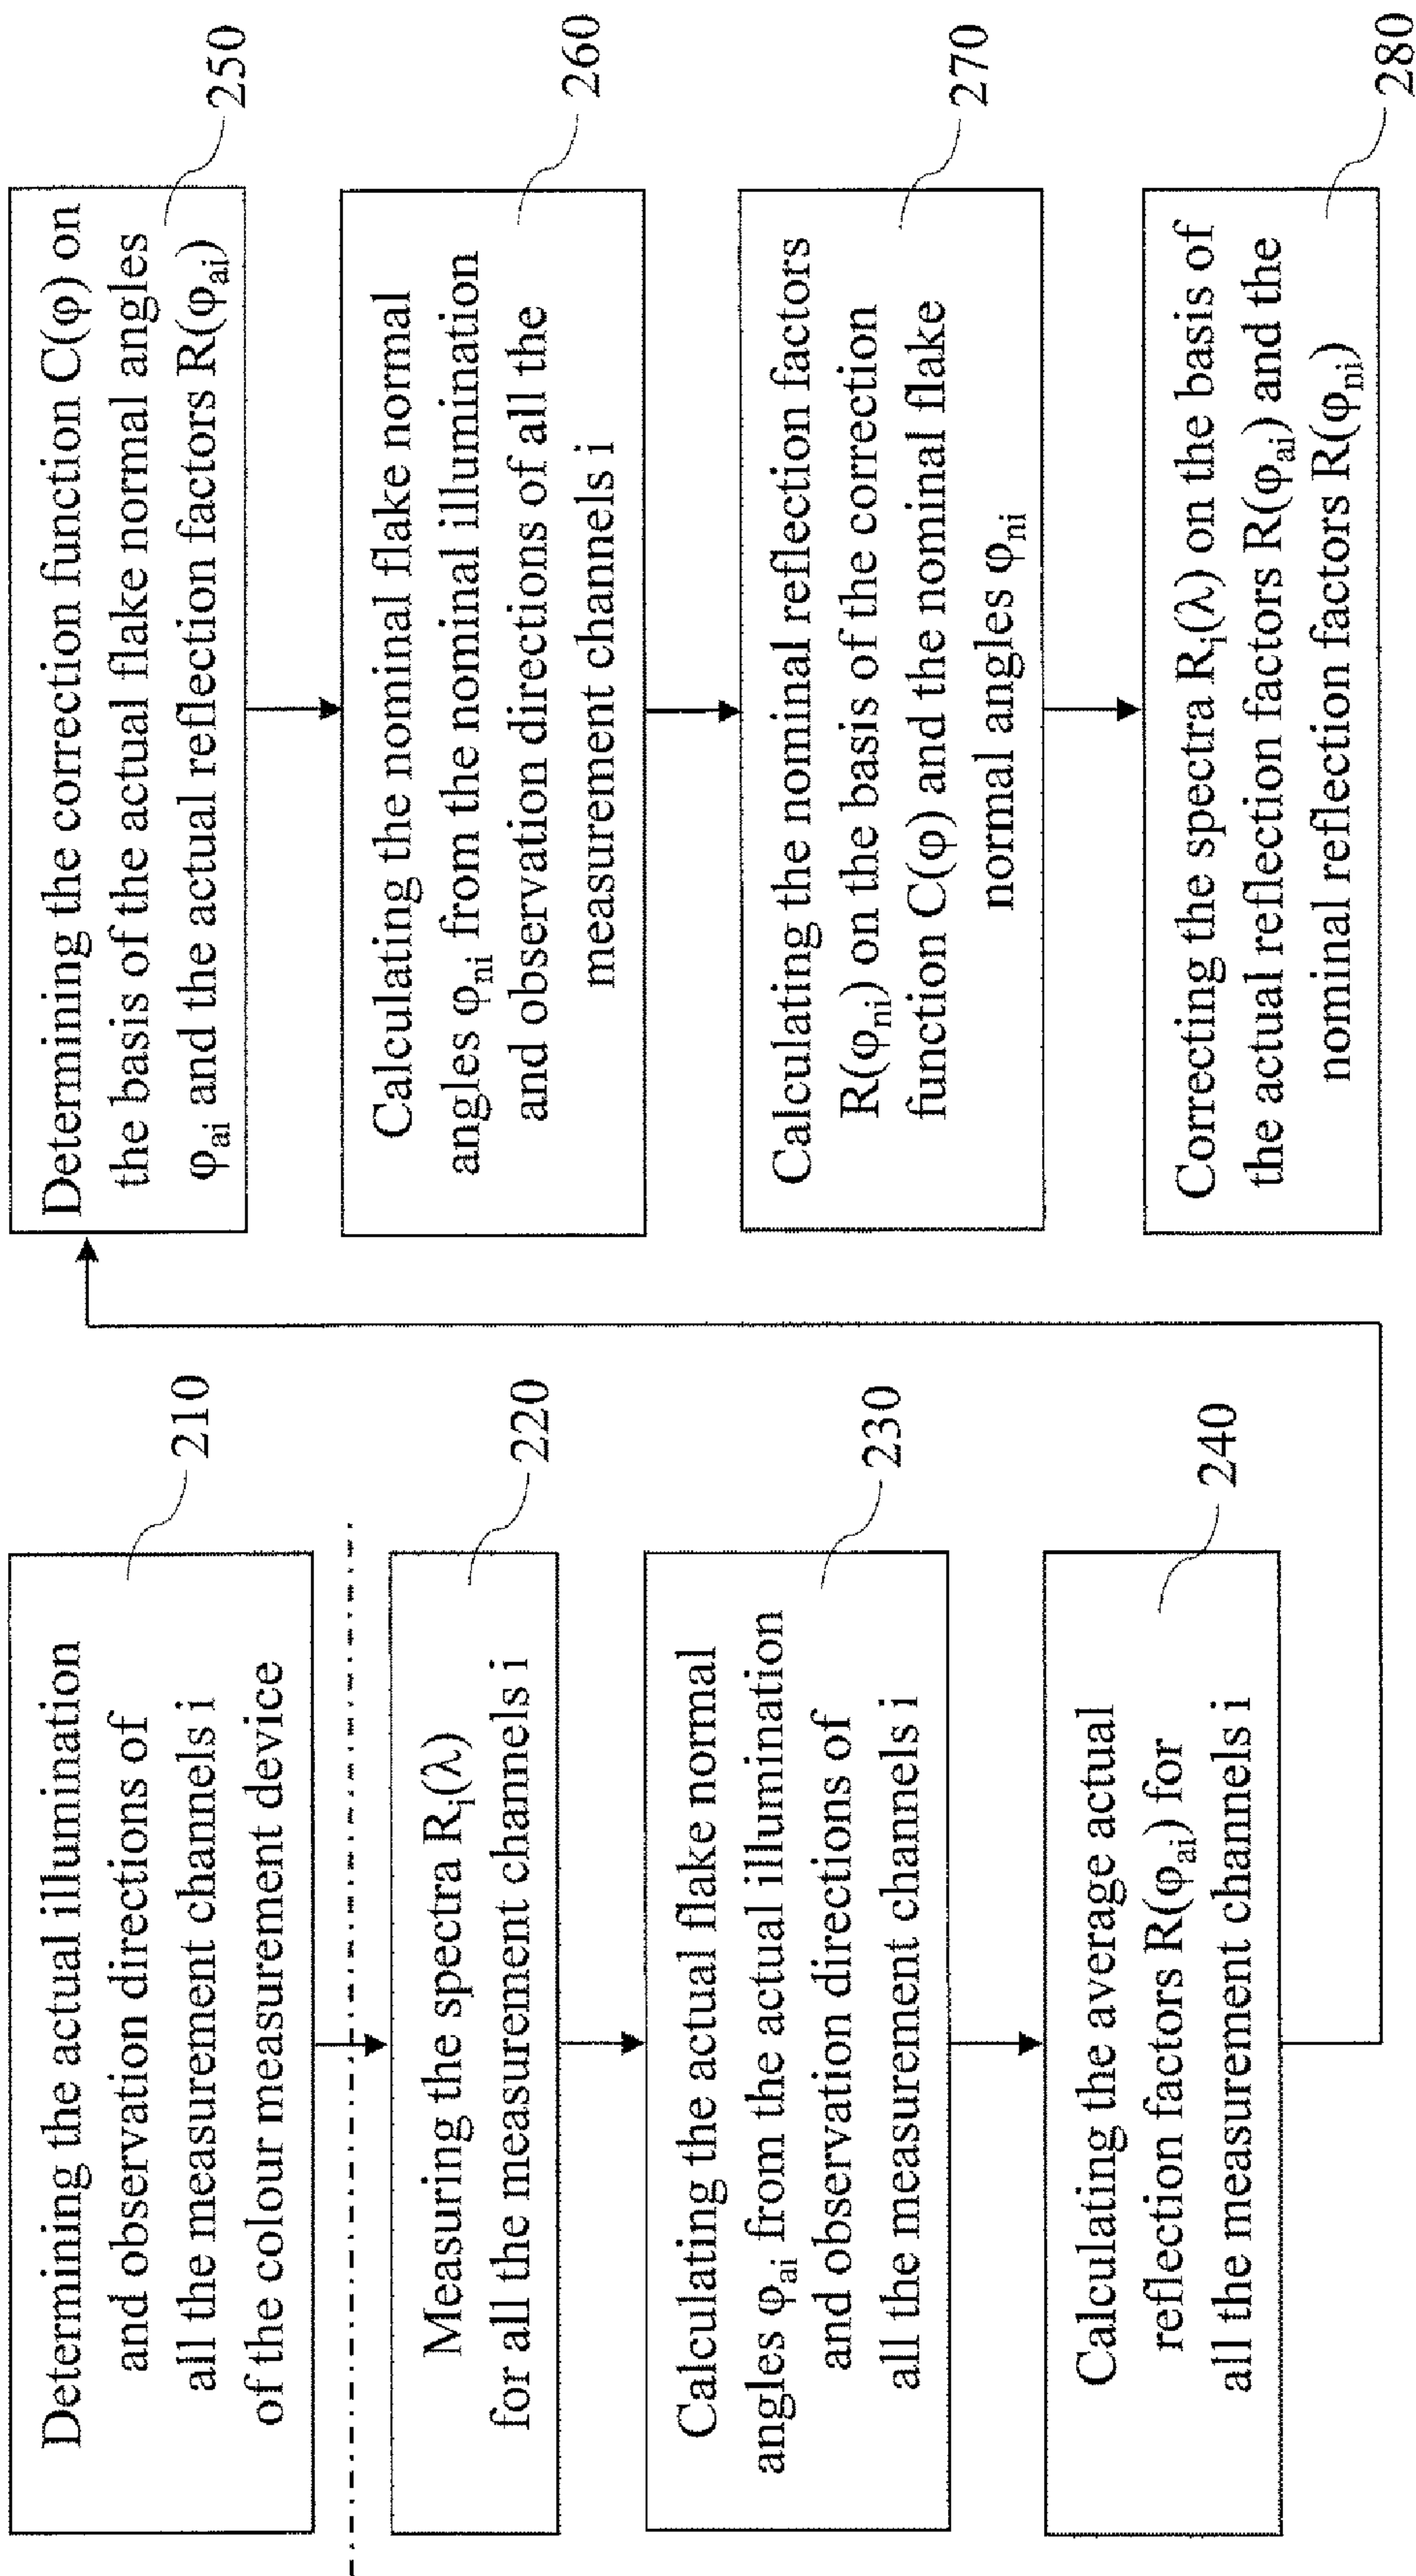 Determining the actual illumination
and observation directions of
all the measurement channels i
of the colour measurement device
210
Measuring the spectra Rᵢ(λ)
for all the measurement channels i
220
Calculating the actual flake normal
angles φₐᵢ from the actual illumination
and observation directions of
all the measurement channels i
230
Calculating the average actual
reflection factors R(φₐᵢ) for
all the measurement channels i
240
Determining the correction function C(φ) on
the basis of the actual flake normal angles
φₐᵢ and the actual reflection factors R(φₐᵢ)
250
Calculating the nominal flake normal
angles φₙᵢ from the nominal illumination
and observation directions of all the
measurement channels i
260
Calculating the nominal reflection factors
R(φₙᵢ) on the basis of the correction
function C(φ) and the nominal flake
normal angles φₙᵢ
270
Correcting the spectra Rᵢ(λ) on the basis of
the actual reflection factors R(φₐᵢ) and the
nominal reflection factors R(φₙᵢ)
280